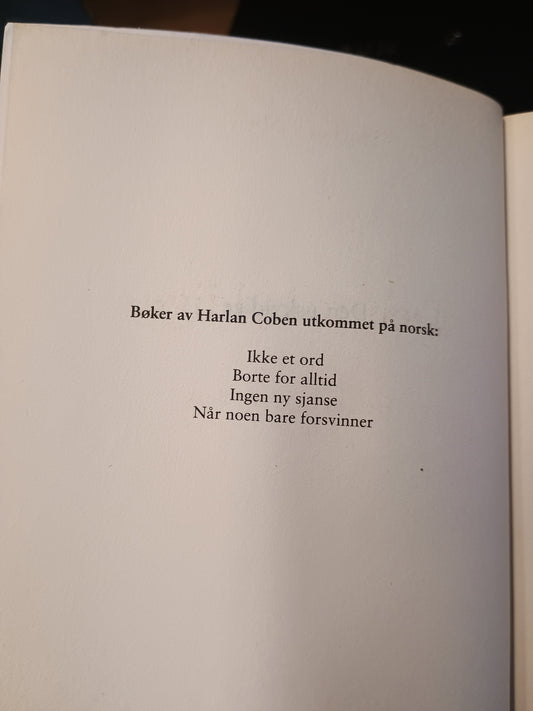 Bøker av Harlan Coben utkommet på norsk:
Ikke et ord
Borte for alltid
Ingen ny sjanse
Når noen bare forsvinner